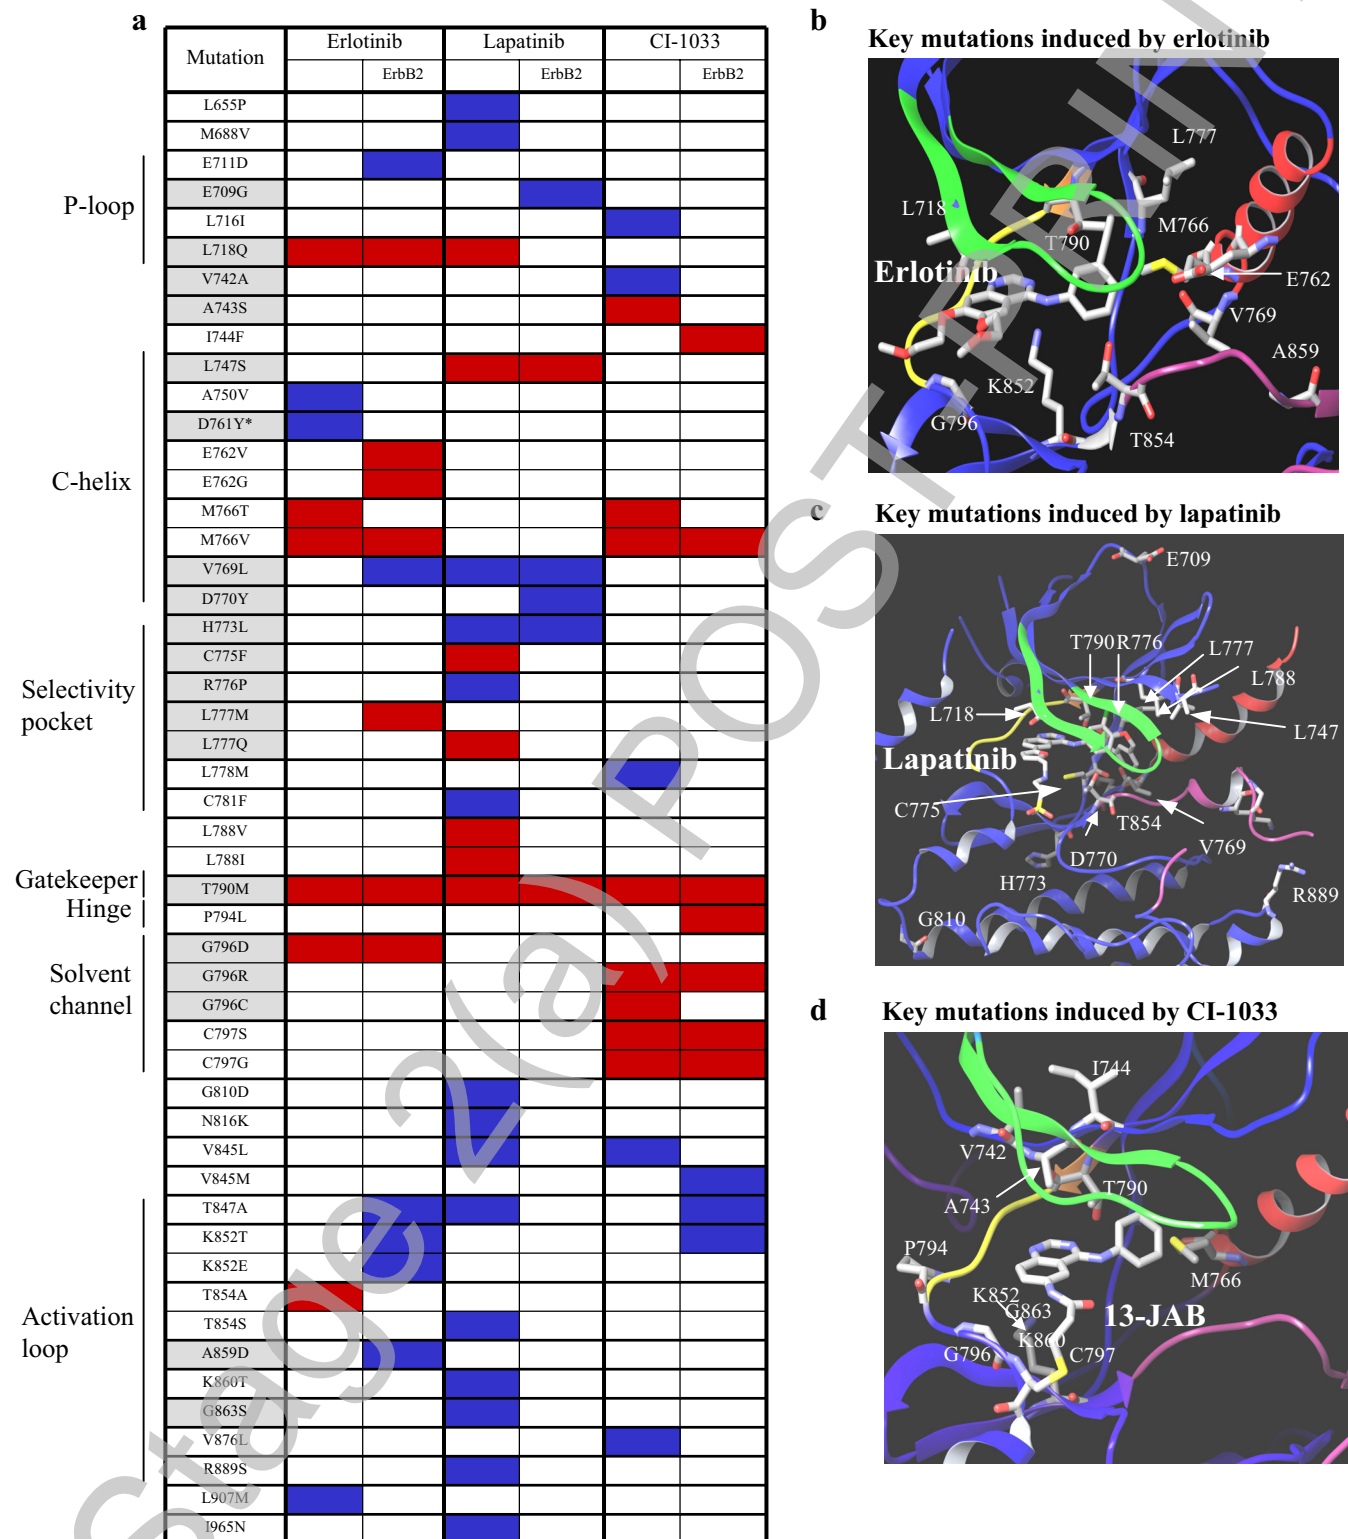 a
Mutation Erlotinib Lapatinib CI-1033
ErbB2 ErbB2 ErbB2
L655P
M688V
E711D
P-loop
E709G
L716I
L718Q
V742A
A743S
I744F
L747S
A750V
D761Y*
E762V
C-helix
E762G
M766T
M766V
V769L
D770Y
H773L
C775F
Selectivity
pocket
R776P
L777M
L777Q
L778M
C781F
L788V
L788I
Gatekeeper
T790M
Hinge
P794L
G796D
Solvent
channel
G796R
G796C
C797S
C797G
G810D
N816K
V845L
V845M
T847A
K852T
K852E
T854A
Activation
loop
T854S
A859D
K860T
G863S
V876L
R889S
L907M
I965N
b
Key mutations induced by erlotinib
L777
L718
M766
T790
Erlotinib
E762
V769
A859
K852
G796
T854
c
Key mutations induced by lapatinib
E709
T790 R776 L777
L788
L718
L747
Lapatinib
C775
T854
V769
D770
H773
R889
G810
d
Key mutations induced by CI-1033
I744
V742
T790
A743
P794
M766
K852
G863
13-JAB
K860
G796
C797
Stage 2(a) POST-PRINT